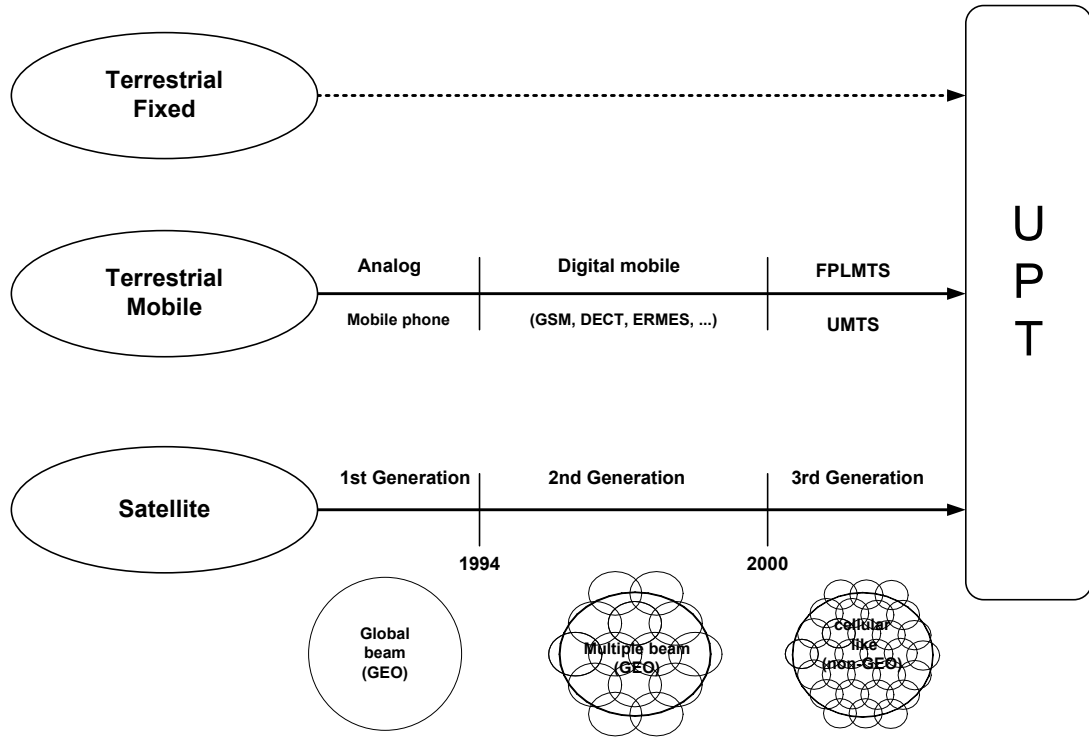 Terrestrial
Fixed
U
P
T
Terrestrial
Mobile
Analog
Digital mobile
FPLMTS
Mobile phone
(GSM, DECT, ERMES, ...)
UMTS
Satellite
1st Generation
2nd Generation
3rd Generation
1994
2000
Global
beam
(GEO)
Multiple beam
(GEO)
cellular
like
(non-GEO)